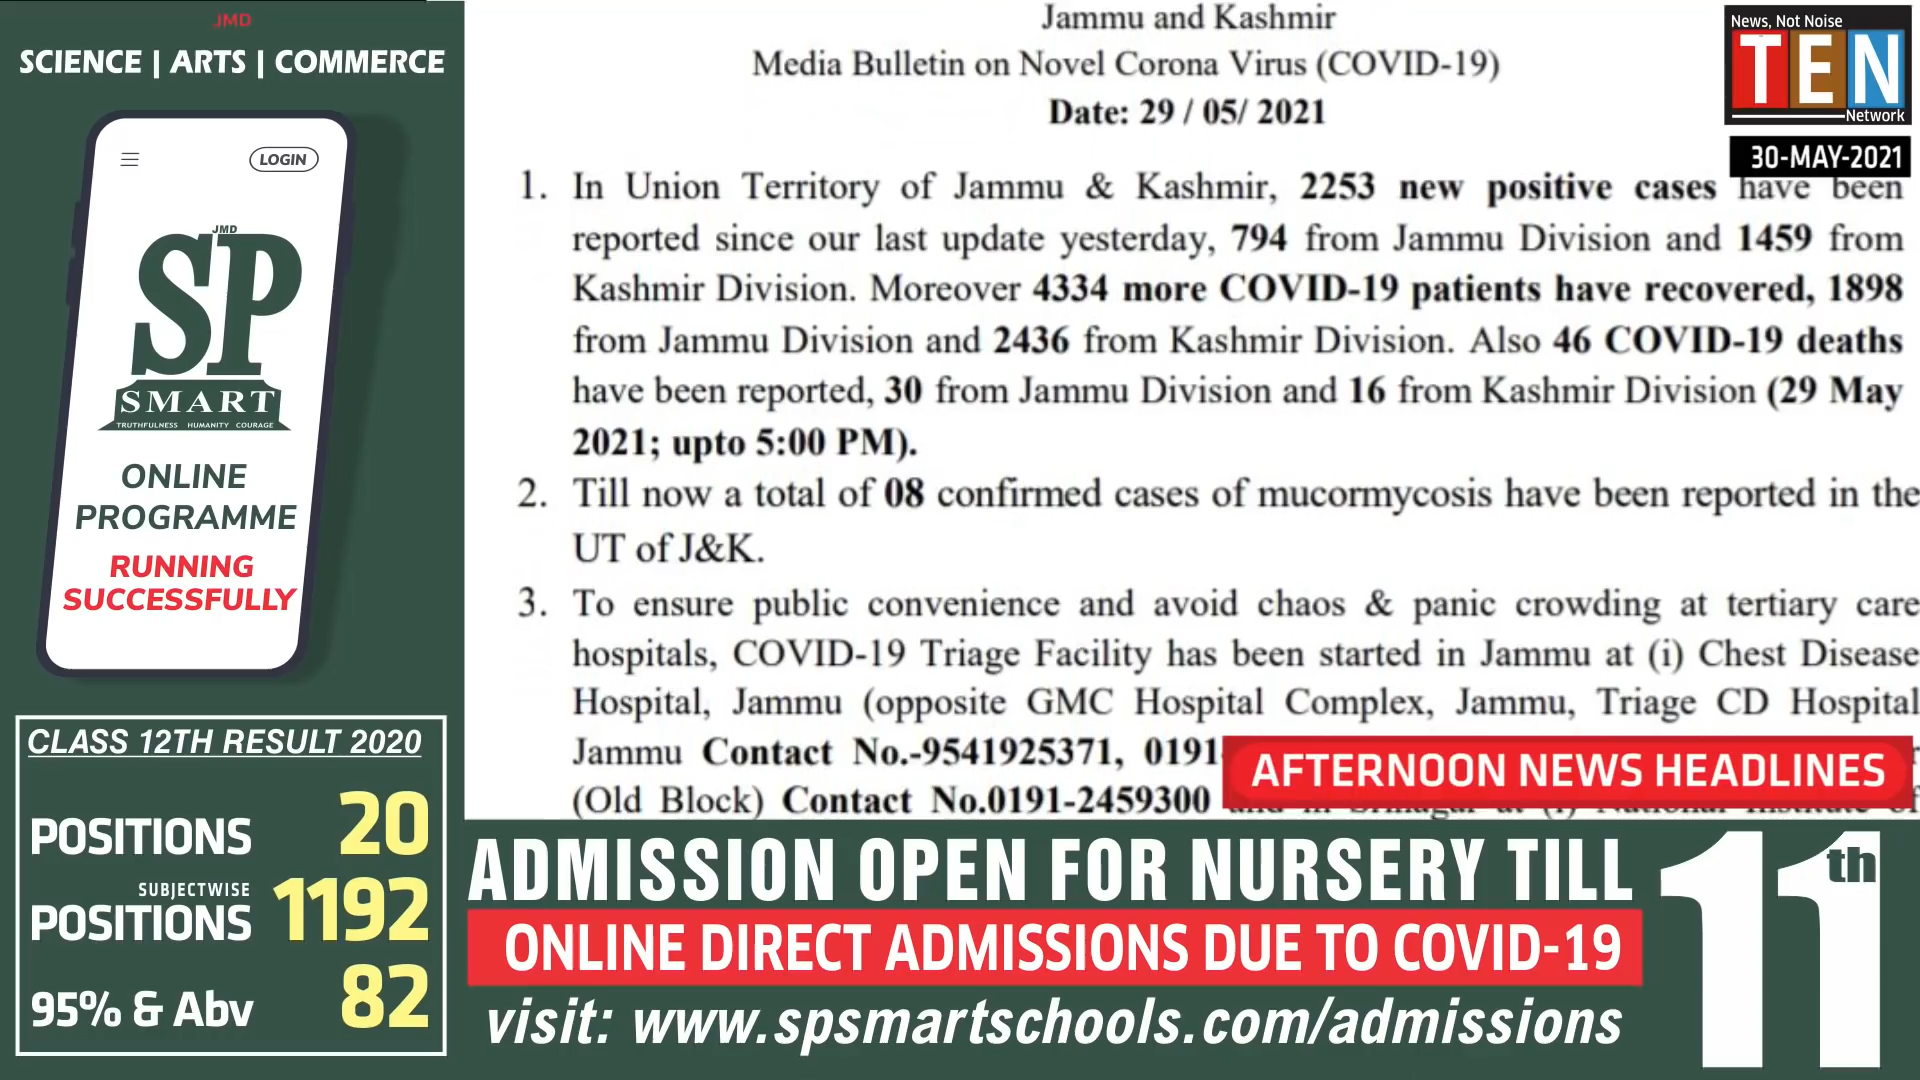 JMD
SCIENCE | ARTS | COMMERCE
LOGIN
JMD
SP
SMART
TRUTHFULNESS HUMANITY COURAGE
ONLINE
PROGRAMME
RUNNING
SUCCESSFULLY
CLASS 12TH RESULT 2020
POSITIONS 20
SUBJECTWISE
POSITIONS 1192
95% & Abv 82
Jammu and Kashmir
Media Bulletin on Novel Corona Virus (COVID-19)
Date: 29 / 05/ 2021
1. In Union Territory of Jammu & Kashmir, 2253 new positive cases have been
reported since our last update yesterday, 794 from Jammu Division and 1459 from
Kashmir Division. Moreover 4334 more COVID-19 patients have recovered, 1898
from Jammu Division and 2436 from Kashmir Division. Also 46 COVID-19 deaths
have been reported, 30 from Jammu Division and 16 from Kashmir Division (29 May
2021; upto 5:00 PM).
2. Till now a total of 08 confirmed cases of mucormycosis have been reported in the
UT of J&K.
3. To ensure public convenience and avoid chaos & panic crowding at tertiary care
hospitals, COVID-19 Triage Facility has been started in Jammu at (i) Chest Disease
Hospital, Jammu (opposite GMC Hospital Complex, Jammu, Triage CD Hospital
Jammu Contact No.-9541925371, 0191
(Old Block) Contact No.0191-2459300
News, Not Noise
TEN
Network
30-MAY-2021
AFTERNOON NEWS HEADLINES
ADMISSION OPEN FOR NURSERY TILL 11th
ONLINE DIRECT ADMISSIONS DUE TO COVID-19
visit: www.spsmartschools.com/admissions